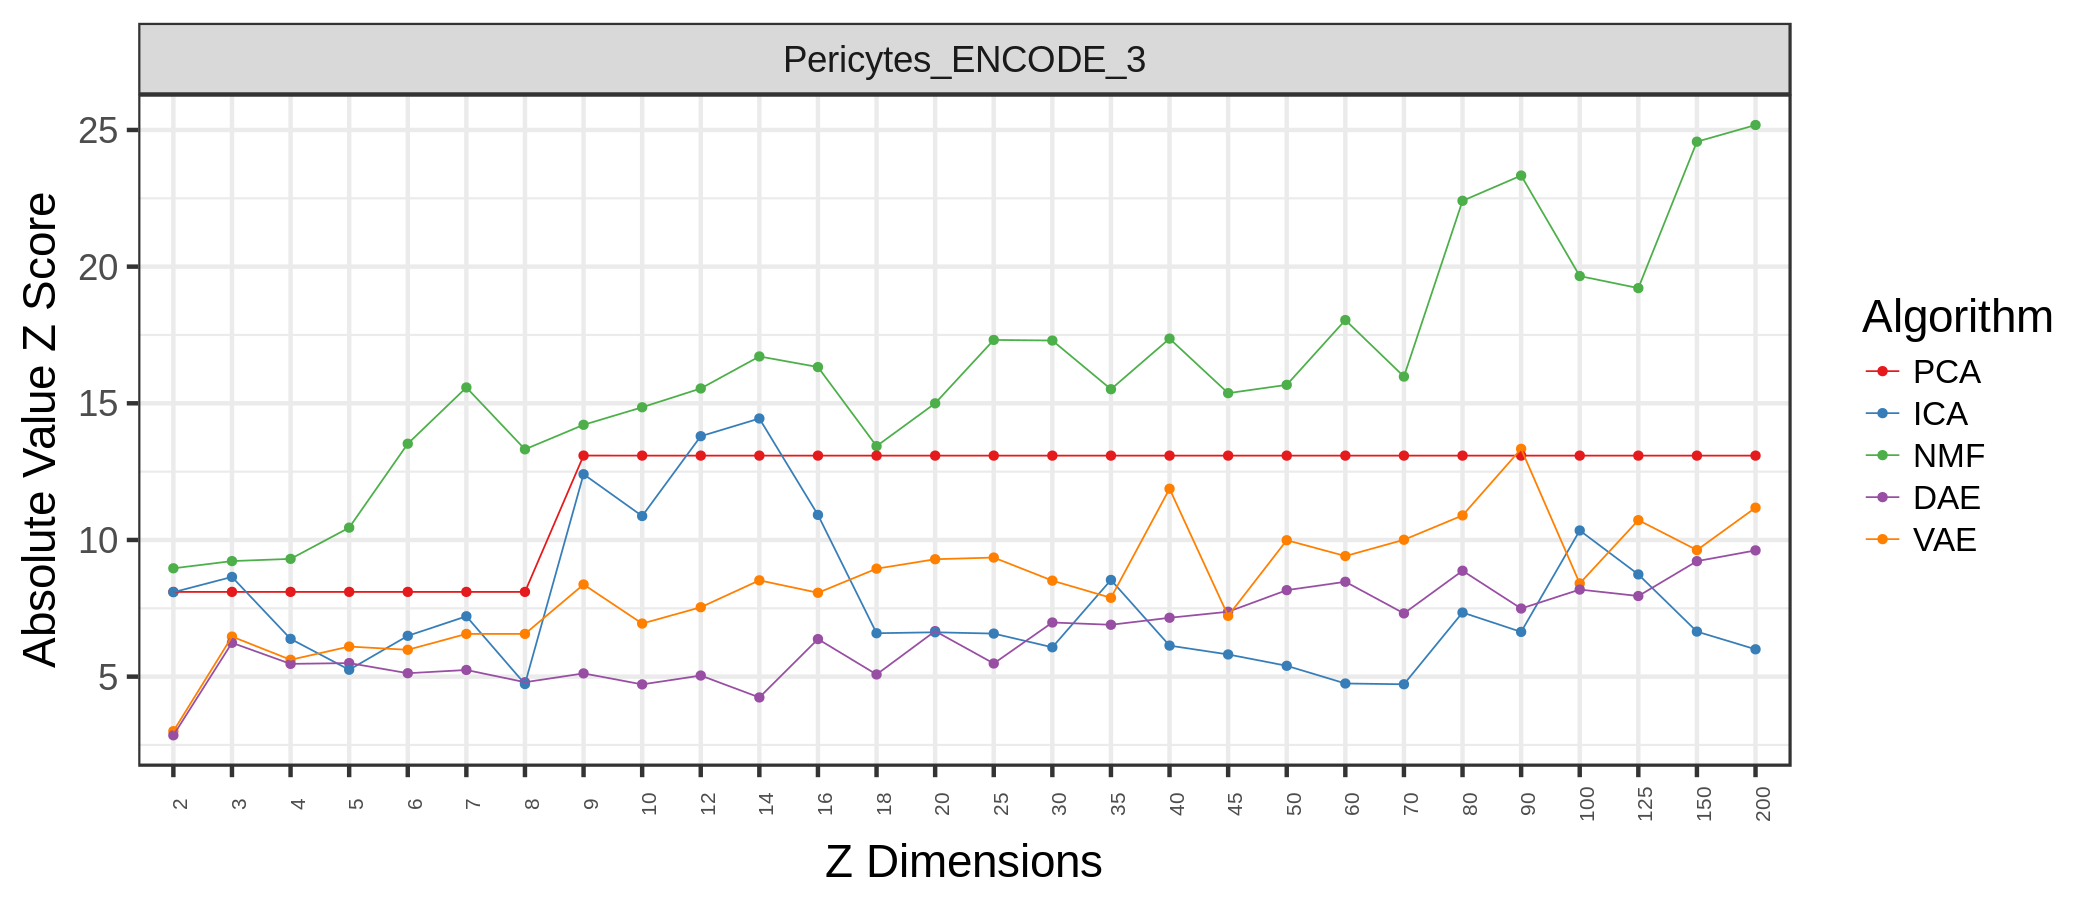 Pericytes_ENCODE_3
Absolute Value Z Score
25
20
15
10
5
2 3 4 5 6 7 8 9 10 12 14 16 18 20 25 30 35 40 45 50 60 70 80 90 100 125 150 200
Z Dimensions
Algorithm
PCA
ICA
NMF
DAE
VAE